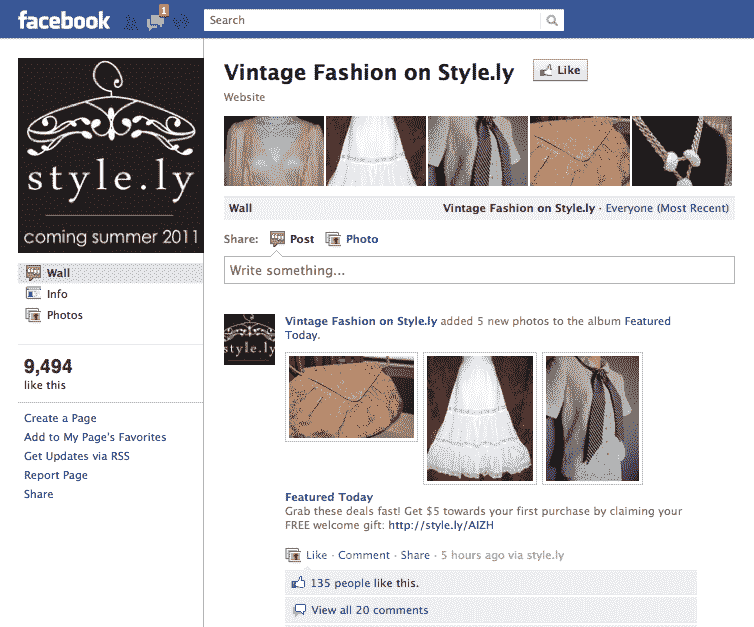 facebook
1
Search
Vintage Fashion on Style.ly
Like
Website
style.ly
coming summer 2011
Wall
Vintage Fashion on Style.ly · Everyone (Most Recent)
Share:
Post
Photo
Write something...
Wall
Info
Photos
9,494
like this
Create a Page
Add to My Page's Favorites
Get Updates via RSS
Report Page
Share
style.ly
Vintage Fashion on Style.ly added 5 new photos to the album Featured
Today.
Featured Today
Grab these deals fast! Get $5 towards your first purchase by claiming your
FREE welcome gift: http://style.ly/AIZH
Like · Comment · Share · 5 hours ago via style.ly
135 people like this.
View all 20 comments